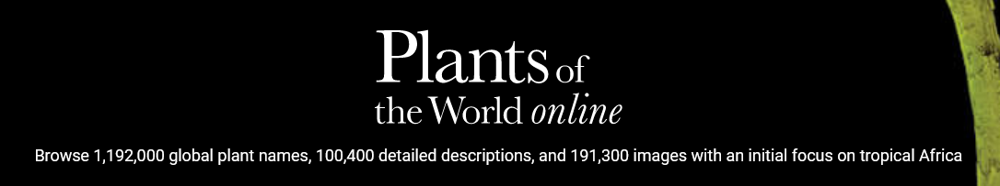 Plants of
the World online
Browse 1,192,000 global plant names, 100,400 detailed descriptions, and 191,300 images with an initial focus on tropical Africa